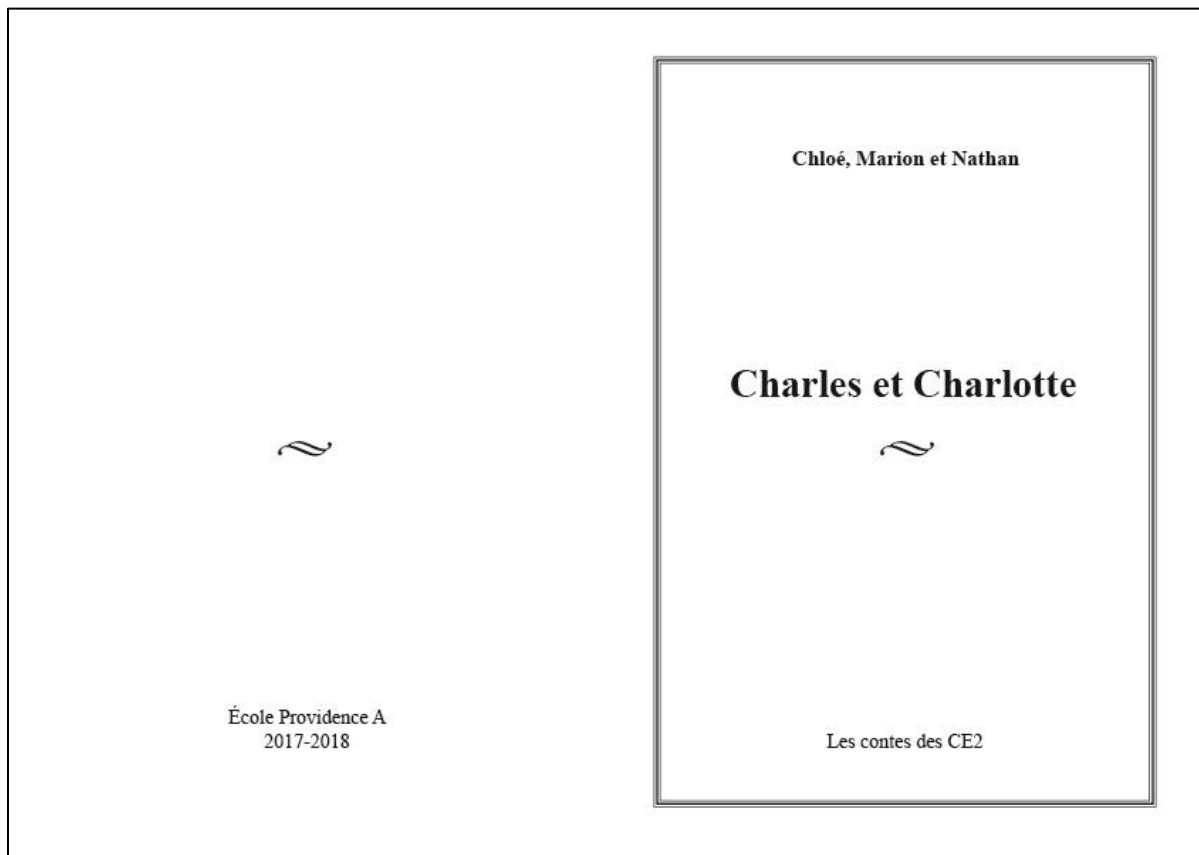 École Providence A
2017-2018
Chloé, Marion et Nathan
Charles et Charlotte
Les contes des CE2